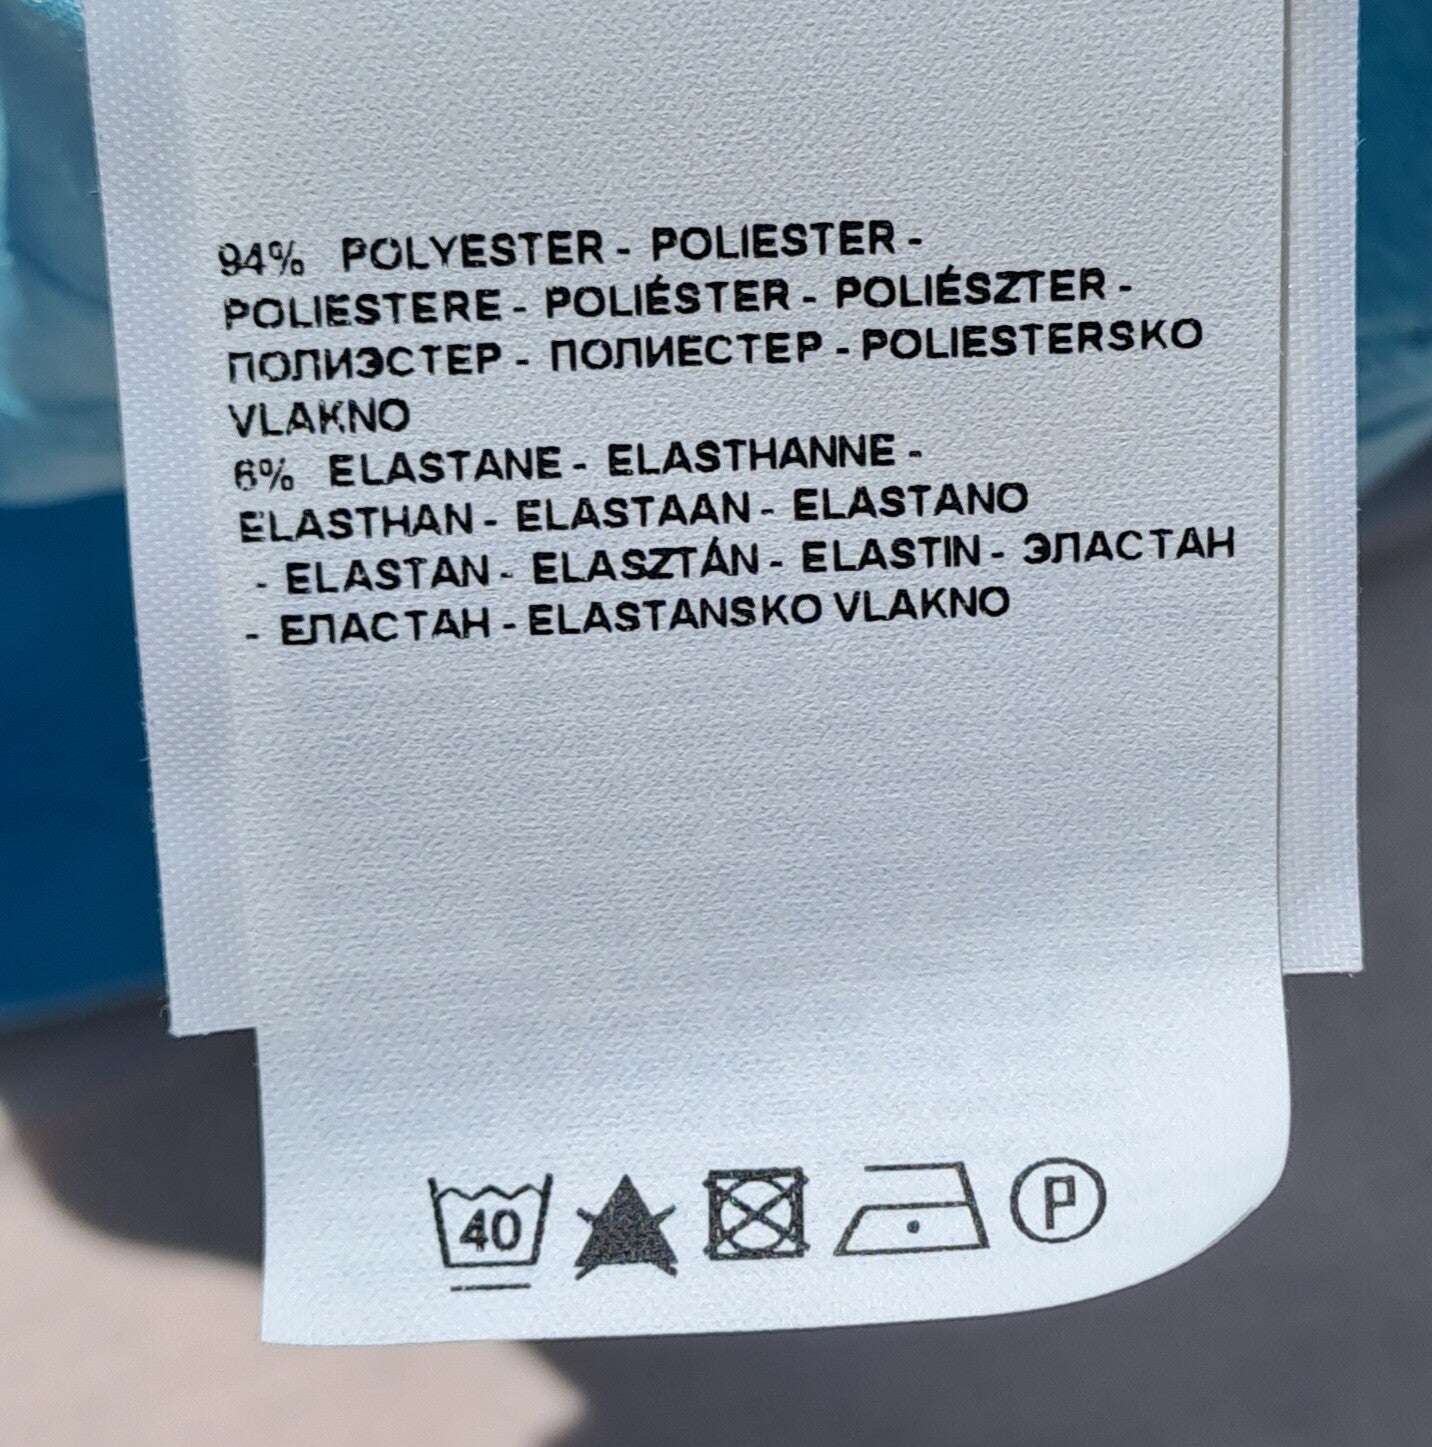 94% POLYESTER - POLIESTER -
POLIESTERE - POLIÉSTER - POLIÉSZTER -
ПОЛИЭСТЕР - ПОЛИЕСТЕР - POLIESTERSKO
VLAKNO
6% ELASTANE - ELASTHANNE -
ELASTHAN - ELASTAAN - ELASTANO
- ELASTAN - ELASZTÁN - ELASTIN - ЭЛАСТАН
- ЕЛАСТАН - ELASTANSKO VLAKNO
40 P